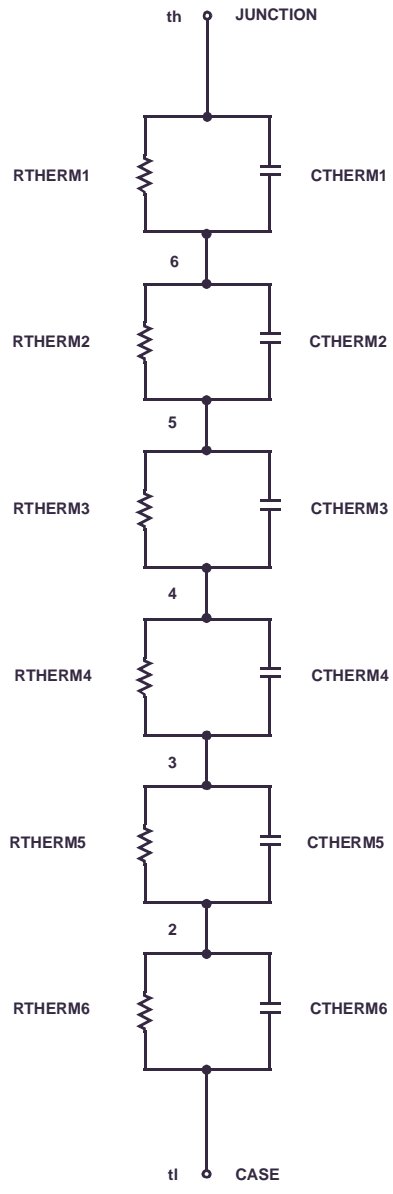 th JUNCTION
RTHERM1 CTHERM1
6
RTHERM2 CTHERM2
5
RTHERM3 CTHERM3
4
RTHERM4 CTHERM4
3
RTHERM5 CTHERM5
2
RTHERM6 CTHERM6
tl CASE